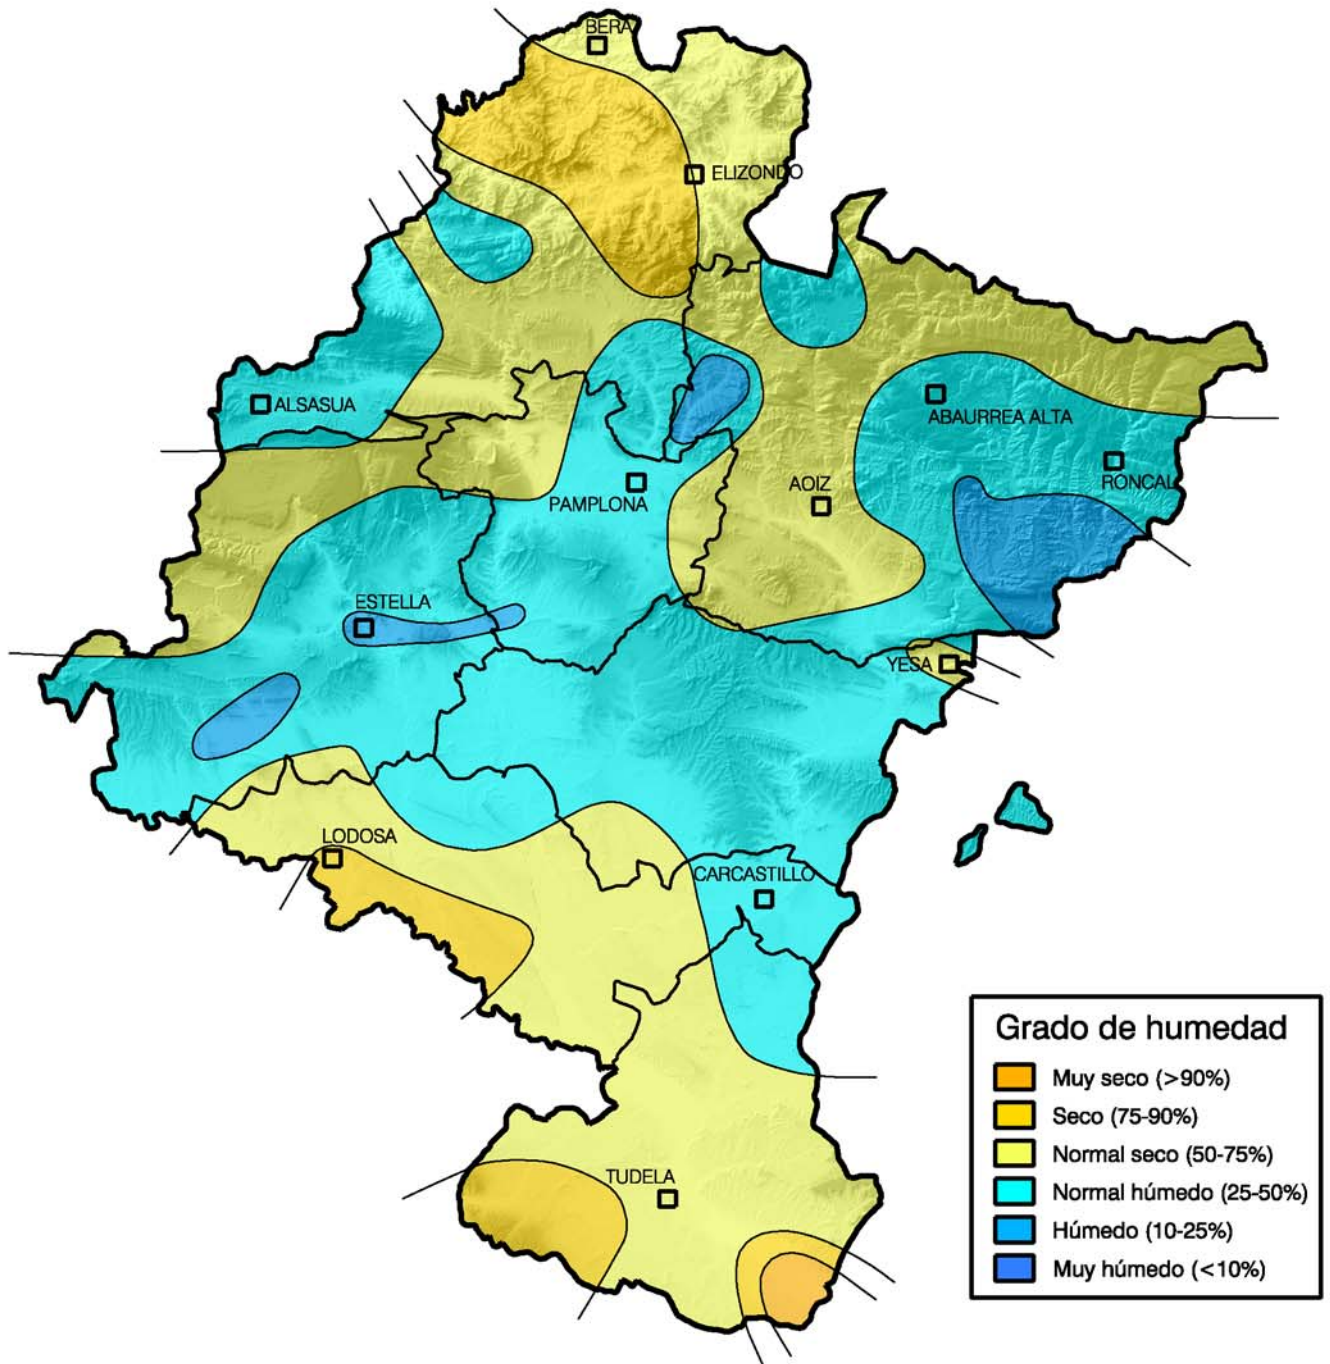 BERA
ELIZONDO
ALSASUA
ABAURREA ALTA
RONCAL
AOIZ
PAMPLONA
ESTELLA
YESA
LODOSA
CARCASTILLO
TUDELA
Grado de humedad
Muy seco (>90%)
Seco (75-90%)
Normal seco (50-75%)
Normal húmedo (25-50%)
Húmedo (10-25%)
Muy húmedo (<10%)